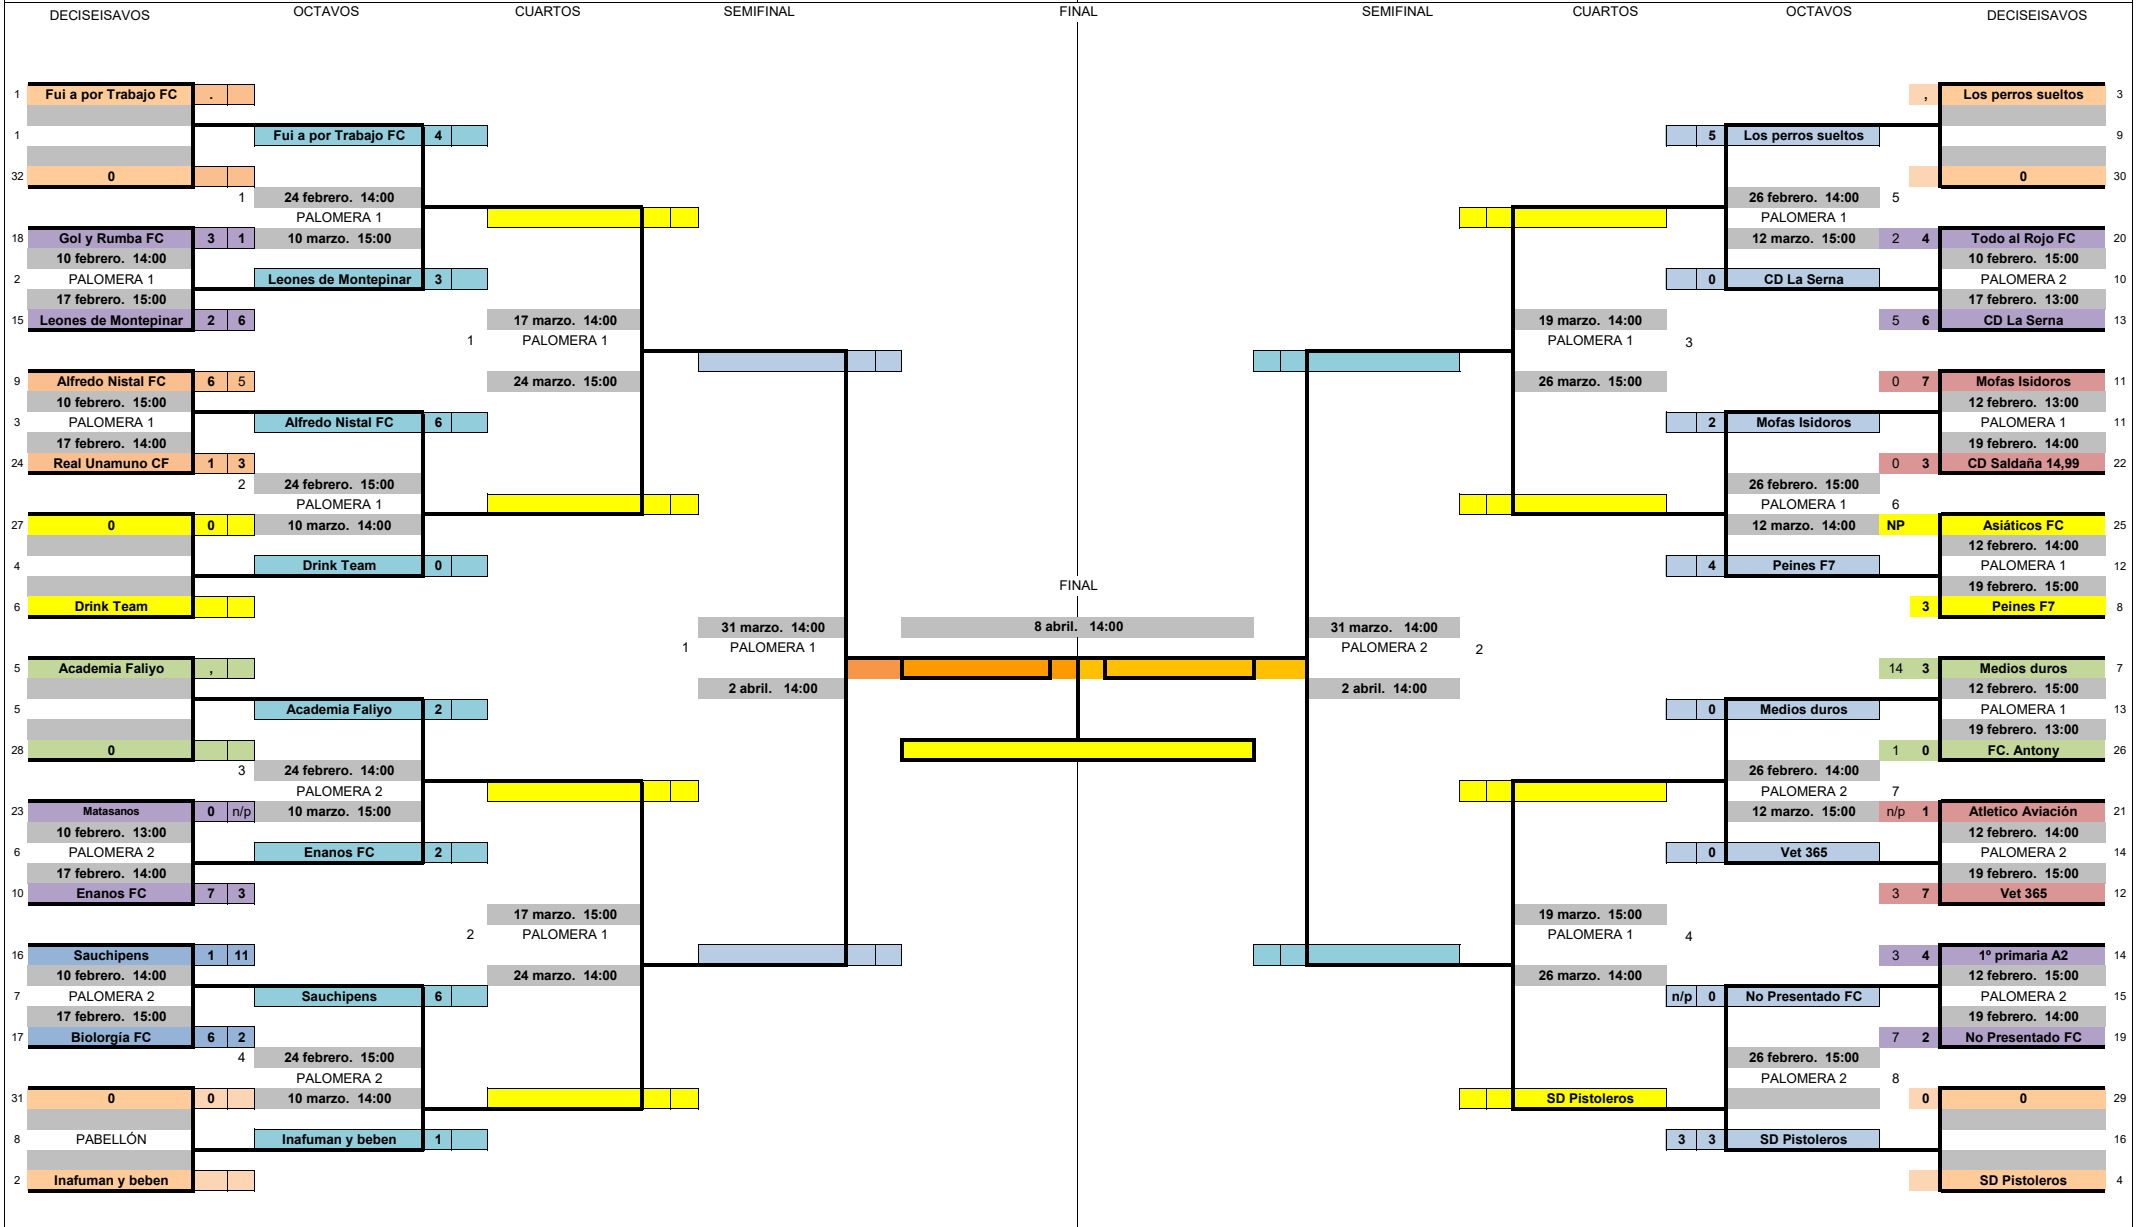 DECISEISAVOS OCTAVOS CUARTOS SEMIFINAL FINAL SEMIFINAL CUARTOS OCTAVOS DECISEISAVOS
1 Fui a por Trabajo FC . , Los perros sueltos 3
1 Fui a por Trabajo FC 4 5 Los perros sueltos 9
32 0 0 30
1 24 febrero. 14:00 26 febrero. 14:00 5
PALOMERA 1 PALOMERA 1
18 Gol y Rumba FC 3 1 10 marzo. 15:00 12 marzo. 15:00 2 4 Todo al Rojo FC 20
10 febrero. 14:00 10 febrero. 15:00
2 PALOMERA 1 Leones de Montepinar 3 0 CD La Serna PALOMERA 2 10
17 febrero. 15:00 17 febrero. 13:00
15 Leones de Montepinar 2 6 17 marzo. 14:00 19 marzo. 14:00 5 6 CD La Serna 13
1 PALOMERA 1 PALOMERA 1 3
9 Alfredo Nistal FC 6 5 24 marzo. 15:00 26 marzo. 15:00 0 7 Mofas Isidoros 11
10 febrero. 15:00 12 febrero. 13:00
3 PALOMERA 1 Alfredo Nistal FC 6 2 Mofas Isidoros PALOMERA 1 11
17 febrero. 14:00 19 febrero. 14:00
24 Real Unamuno CF 1 3 0 3 CD Saldaña 14,99 22
2 24 febrero. 15:00 26 febrero. 15:00
PALOMERA 1 PALOMERA 1 6
27 0 0 10 marzo. 14:00 12 marzo. 14:00 NP Asiáticos FC 25
12 febrero. 14:00
4 Drink Team 0 4 Peines F7 PALOMERA 1 12
FINAL 19 febrero. 15:00
6 Drink Team 3 Peines F7 8
31 marzo. 14:00 8 abril. 14:00 31 marzo. 14:00
1 PALOMERA 1 PALOMERA 2 2
5 Academia Faliyo , 14 3 Medios duros 7
2 abril. 14:00 2 abril. 14:00 12 febrero. 15:00
5 Academia Faliyo 2 0 Medios duros PALOMERA 1 13
19 febrero. 13:00
28 0 1 0 FC. Antony 26
3 24 febrero. 14:00 26 febrero. 14:00
PALOMERA 2 PALOMERA 2 7
23 Matasanos 0 n/p 10 marzo. 15:00 12 marzo. 15:00 n/p 1 Atletico Aviación 21
10 febrero. 13:00 12 febrero. 14:00
6 PALOMERA 2 Enanos FC 2 0 Vet 365 PALOMERA 2 14
17 febrero. 14:00 19 febrero. 15:00
10 Enanos FC 7 3 3 7 Vet 365 12
17 marzo. 15:00 19 marzo. 15:00
2 PALOMERA 1 PALOMERA 1 4
16 Sauchipens 1 11 3 4 1º primaria A2 14
10 febrero. 14:00 24 marzo. 14:00 26 marzo. 14:00 12 febrero. 15:00
7 PALOMERA 2 Sauchipens 6 n/p 0 No Presentado FC PALOMERA 2 15
17 febrero. 15:00 19 febrero. 14:00
17 Biolorgía FC 6 2 7 2 No Presentado FC 19
4 24 febrero. 15:00 26 febrero. 15:00
PALOMERA 2 PALOMERA 2 8
31 0 0 10 marzo. 14:00 SD Pistoleros 0 0 29
8 PABELLÓN Inafuman y beben 1 3 3 SD Pistoleros 16
2 Inafuman y beben SD Pistoleros 4